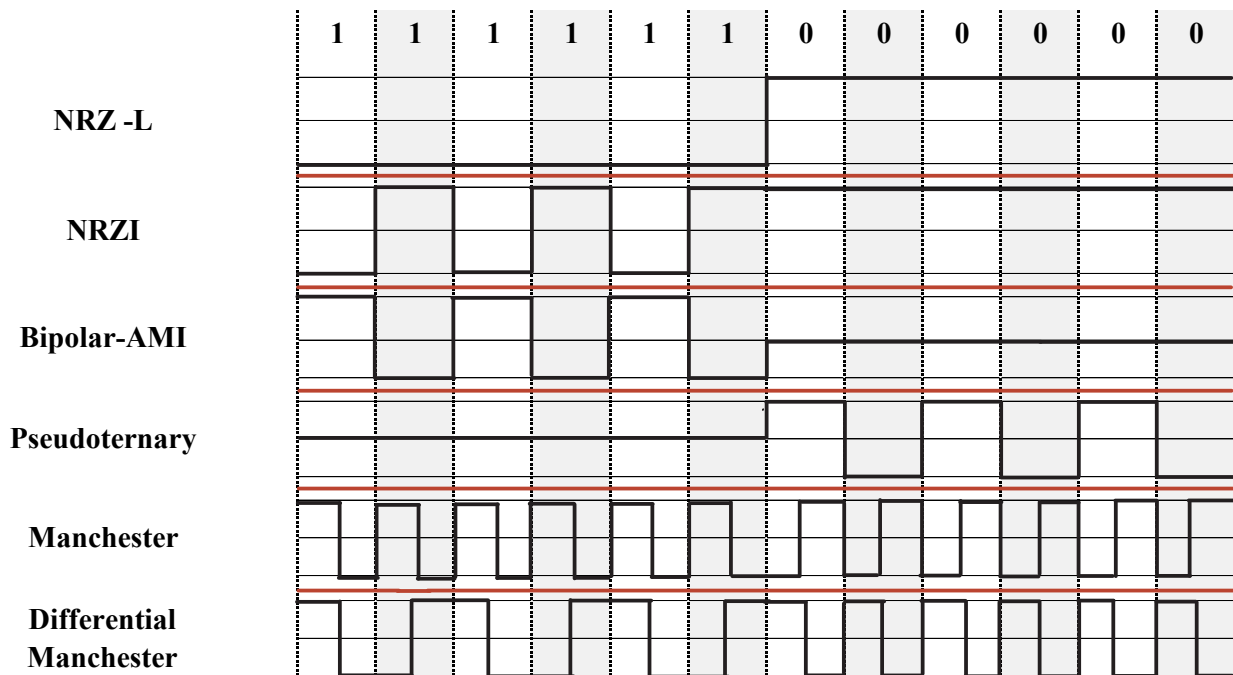 1 1 1 1 1 1 0 0 0 0 0 0
NRZ -L
NRZI
Bipolar-AMI
Pseudoternary
Manchester
Differential
Manchester